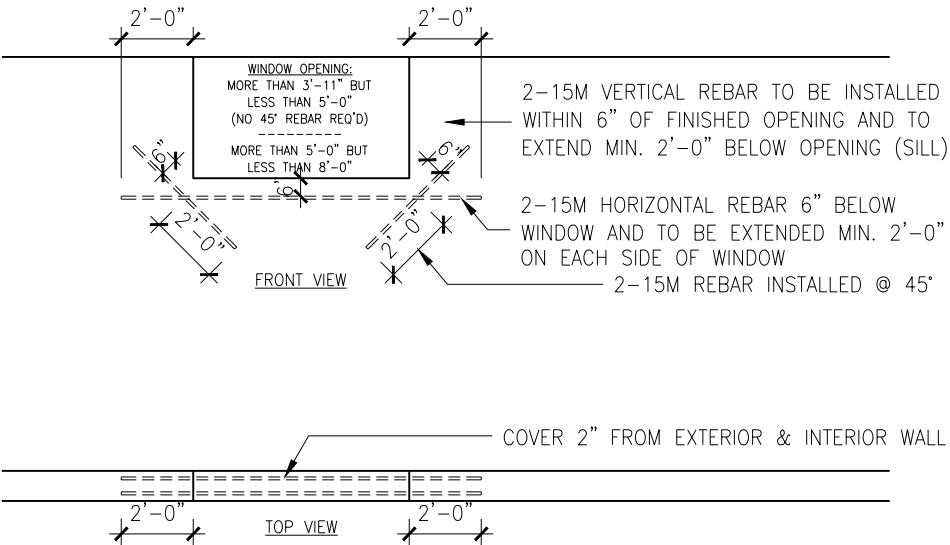 2'-0"
2'-0"
WINDOW OPENING:
MORE THAN 3'-11" BUT
LESS THAN 5'-0"
(NO 45° REBAR REQ'D)
---------
MORE THAN 5'-0" BUT
LESS THAN 8'-0"
2-15M VERTICAL REBAR TO BE INSTALLED
WITHIN 6" OF FINISHED OPENING AND TO
EXTEND MIN. 2'-0" BELOW OPENING (SILL)
6"
6"
6"
2-15M HORIZONTAL REBAR 6" BELOW
WINDOW AND TO BE EXTENDED MIN. 2'-0"
ON EACH SIDE OF WINDOW
2'-0"
2'-0"
FRONT VIEW
2-15M REBAR INSTALLED @ 45°
COVER 2" FROM EXTERIOR & INTERIOR WALL
2'-0"
2'-0"
TOP VIEW